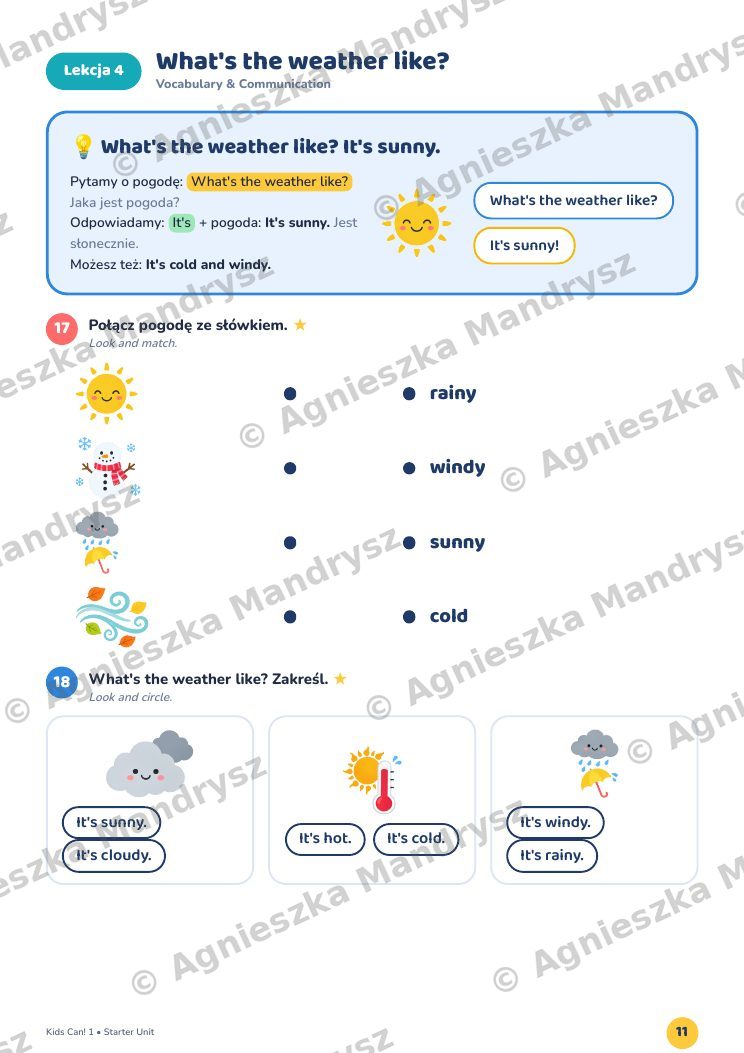 Lekcja 4
What's the weather like?
Vocabulary & Communication
💡 What's the weather like? It's sunny.
Pytamy o pogodę: What's the weather like?
Jaka jest pogoda?
Odpowiadamy: It's + pogoda: It's sunny. Jest
słonecznie.
Możesz też: It's cold and windy.
What's the weather like?
It's sunny!
17 Połącz pogodę ze słówkiem. ★
Look and match.
rainy
windy
sunny
cold
18 What's the weather like? Zakreśl. ★
Look and circle.
It's sunny.
It's cloudy.
It's hot. It's cold.
It's windy.
It's rainy.
Kids Can! 1 • Starter Unit
11
© Agnieszka Mandrysz